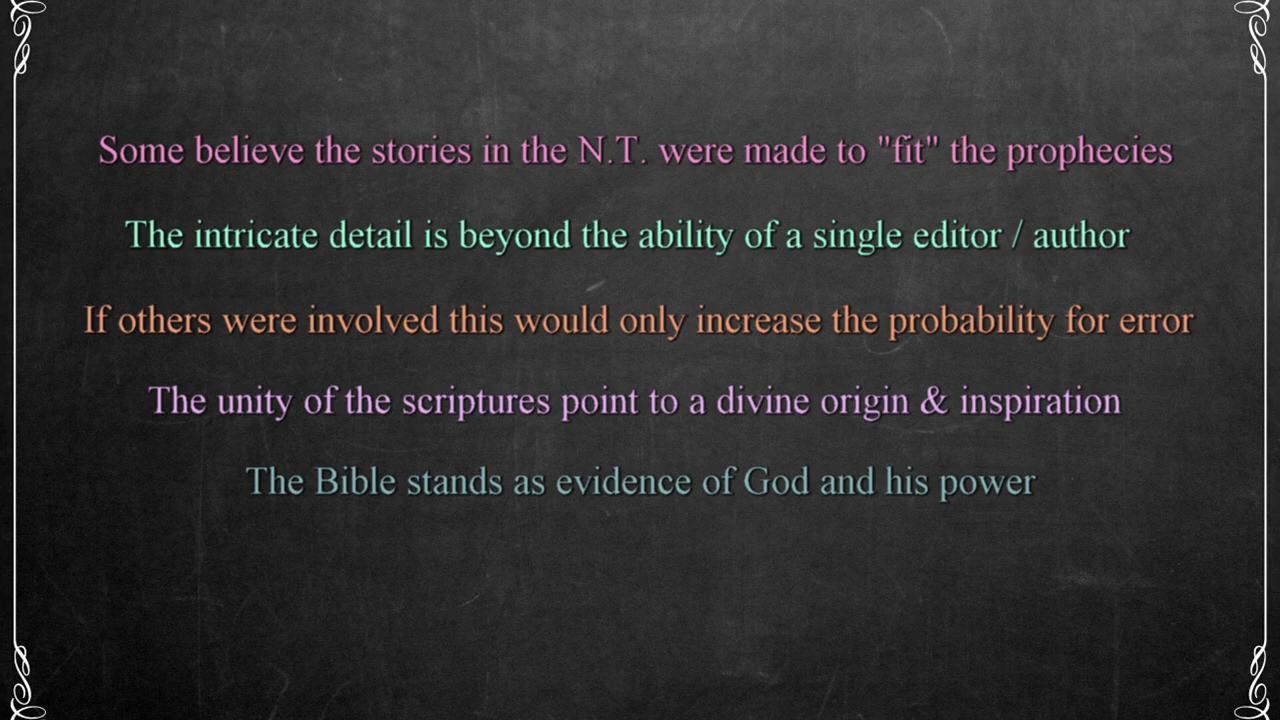 Some believe the stories in the N.T. were made to "fit" the prophecies
The intricate detail is beyond the ability of a single editor / author
If others were involved this would only increase the probability for error
The unity of the scriptures point to a divine origin & inspiration
The Bible stands as evidence of God and his power